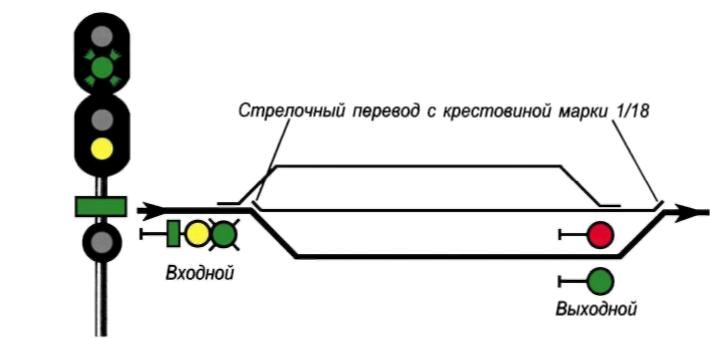 Стрелочный перевод с крестовиной марки 1/18
Входной
Выходной